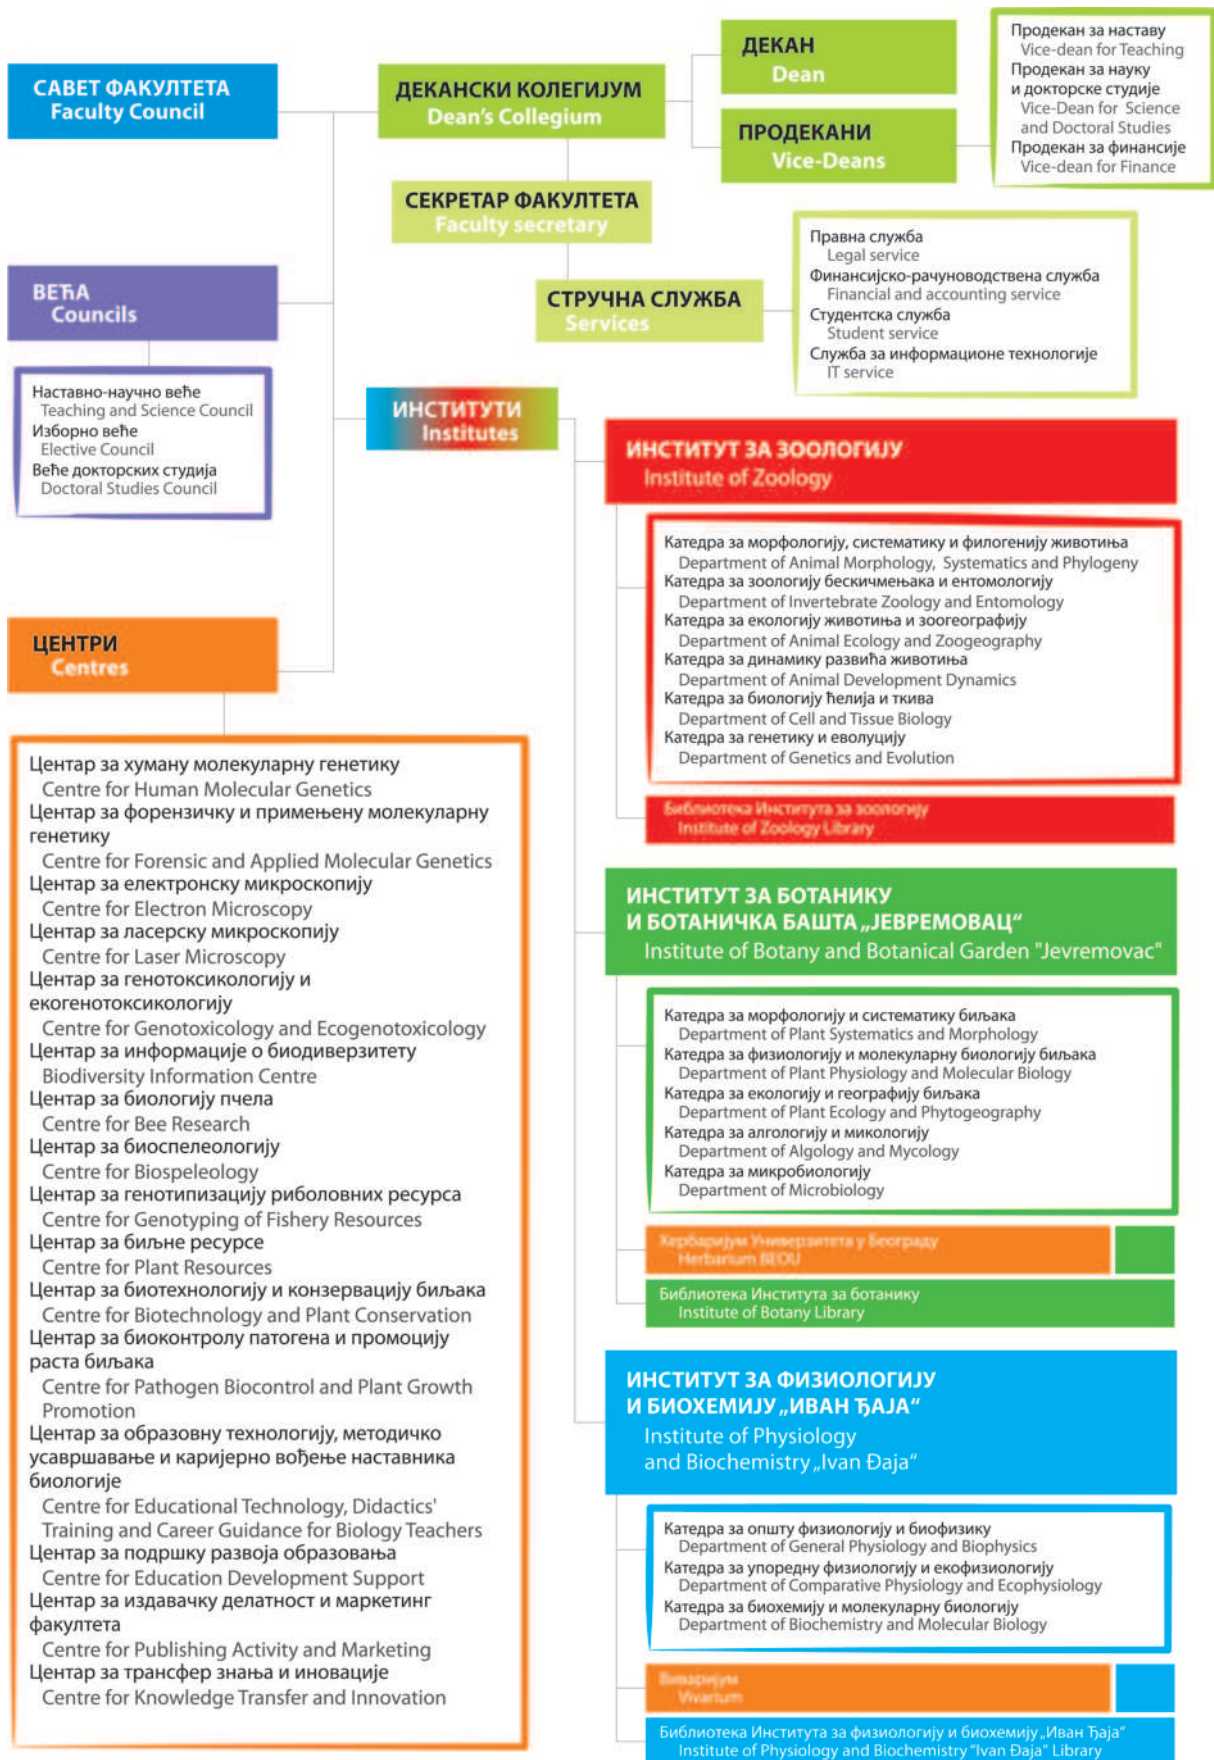 САВЕТ ФАКУЛТЕТА
Faculty Council
ДЕКАНСКИ КОЛЕГИЈУМ
Dean's Collegium
ДЕКАН
Dean
ПРОДЕКАНИ
Vice-Deans
Продекан за наставу
Vice-dean for Teaching
Продекан за науку
и докторске студије
Vice-Dean for Science
and Doctoral Studies
Продекан за финансије
Vice-dean for Finance
СЕКРЕТАР ФАКУЛТЕТА
Faculty secretary
СТРУЧНА СЛУЖБА
Services
Правна служба
Legal service
Финансијско-рачуноводствена служба
Financial and accounting service
Студентска служба
Student service
Служба за информационе технологије
IT service
ВЕЋА
Councils
Наставно-научно веће
Teaching and Science Council
Изборно веће
Elective Council
Веће докторских студија
Doctoral Studies Council
ИНСТИТУТИ
Institutes
ЦЕНТРИ
Centres
Центар за хуману молекуларну генетику
Centre for Human Molecular Genetics
Центар за форензичку и примењену молекуларну
генетику
Centre for Forensic and Applied Molecular Genetics
Центар за електронску микроскопију
Centre for Electron Microscopy
Центар за ласерску микроскопију
Centre for Laser Microscopy
Центар за генотоксикологију и
екогенотоксикологију
Centre for Genotoxicology and Ecogenotoxicology
Центар за информације о биодиверзитету
Biodiversity Information Centre
Центар за биологију пчела
Centre for Bee Research
Центар за биоспелеологију
Centre for Biospeleology
Центар за генотипизацију риболовних ресурса
Centre for Genotyping of Fishery Resources
Центар за биљне ресурсе
Centre for Plant Resources
Центар за биотехнологију и конзервацију биљака
Centre for Biotechnology and Plant Conservation
Центар за биоконтролу патогена и промоцију
раста биљака
Centre for Pathogen Biocontrol and Plant Growth
Promotion
Центар за образовну технологију, методичко
усавршавање и каријерно вођење наставника
биологије
Centre for Educational Technology, Didactics'
Training and Career Guidance for Biology Teachers
Центар за подршку развоја образовања
Centre for Education Development Support
Центар за издавачку делатност и маркетинг
факултета
Centre for Publishing Activity and Marketing
Центар за трансфер знања и иновације
Centre for Knowledge Transfer and Innovation
ИНСТИТУТ ЗА ЗООЛОГИЈУ
Institute of Zoology
Катедра за морфологију, систематику и филогенију животиња
Department of Animal Morphology, Systematics and Phylogeny
Катедра за зоологију бескичмењака и ентомологију
Department of Invertebrate Zoology and Entomology
Катедра за екологију животиња и зоогеографију
Department of Animal Ecology and Zoogeography
Катедра за динамику развића животиња
Department of Animal Development Dynamics
Катедра за биологију ћелија и ткива
Department of Cell and Tissue Biology
Катедра за генетику и еволуцију
Department of Genetics and Evolution
Библиотека Института за зоологију
Institute of Zoology Library
ИНСТИТУТ ЗА БОТАНИКУ
И БОТАНИЧКА БАШТА „ЈЕВРЕМОВАЦ“
Institute of Botany and Botanical Garden "Jevremovac"
Катедра за морфологију и систематику биљака
Department of Plant Systematics and Morphology
Катедра за физиологију и молекуларну биологију биљака
Department of Plant Physiology and Molecular Biology
Катедра за екологију и географију биљака
Department of Plant Ecology and Phytogeography
Катедра за алгологију и микологију
Department of Algology and Mycology
Катедра за микробиологију
Department of Microbiology
Хербаријум Универзитета у Београду
Herbarium BEOU
Библиотека Института за ботанику
Institute of Botany Library
ИНСТИТУТ ЗА ФИЗИОЛОГИЈУ
И БИОХЕМИЈУ „ИВАН ЂАЈА“
Institute of Physiology
and Biochemistry „Ivan Đaja“
Катедра за општу физиологију и биофизику
Department of General Physiology and Biophysics
Катедра за упоредну физиологију и екофизиологију
Department of Comparative Physiology and Ecophysiology
Катедра за биохемију и молекуларну биологију
Department of Biochemistry and Molecular Biology
Виваријум
Vivarium
Библиотека Института за физиологију и биохемију „Иван Ђаја“
Institute of Physiology and Biochemistry "Ivan Đaja" Library